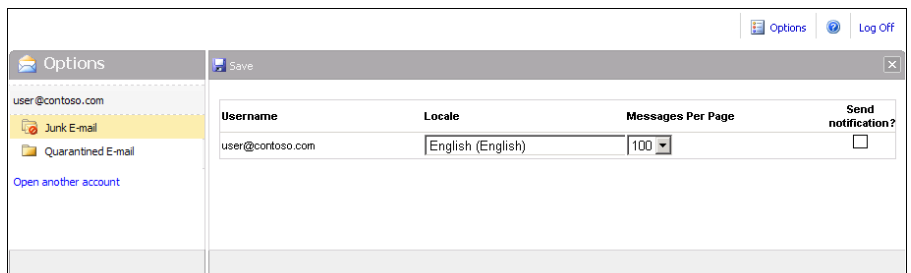 Options
Log Off
Options
Save
user@contoso.com
Junk E-mail
Quarantined E-mail
Open another account
Username Locale Messages Per Page Send notification?
user@contoso.com English (English) 100